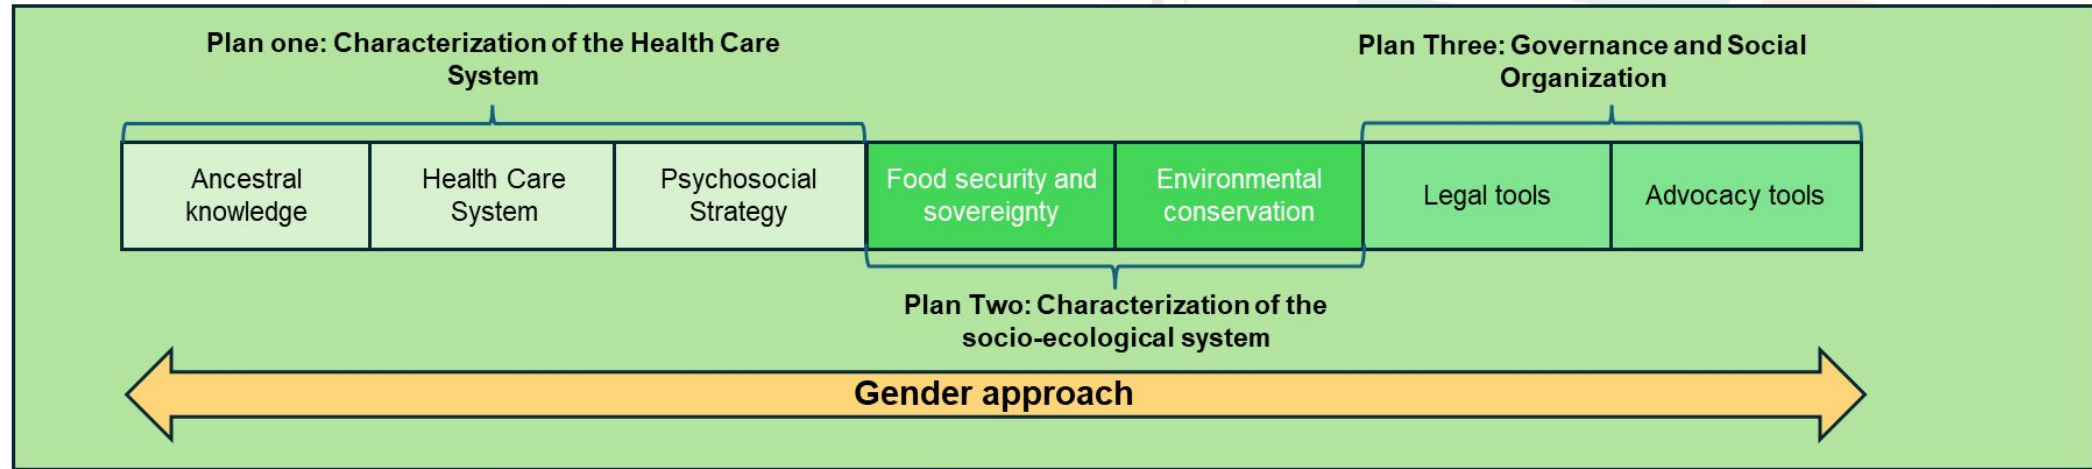 Plan one: Characterization of the Health Care
System
Plan Three: Governance and Social
Organization
Ancestral
knowledge
Health Care
System
Psychosocial
Strategy
Food security and
sovereignty
Environmental
conservation
Legal tools
Advocacy tools
Plan Two: Characterization of the
socio-ecological system
Gender approach